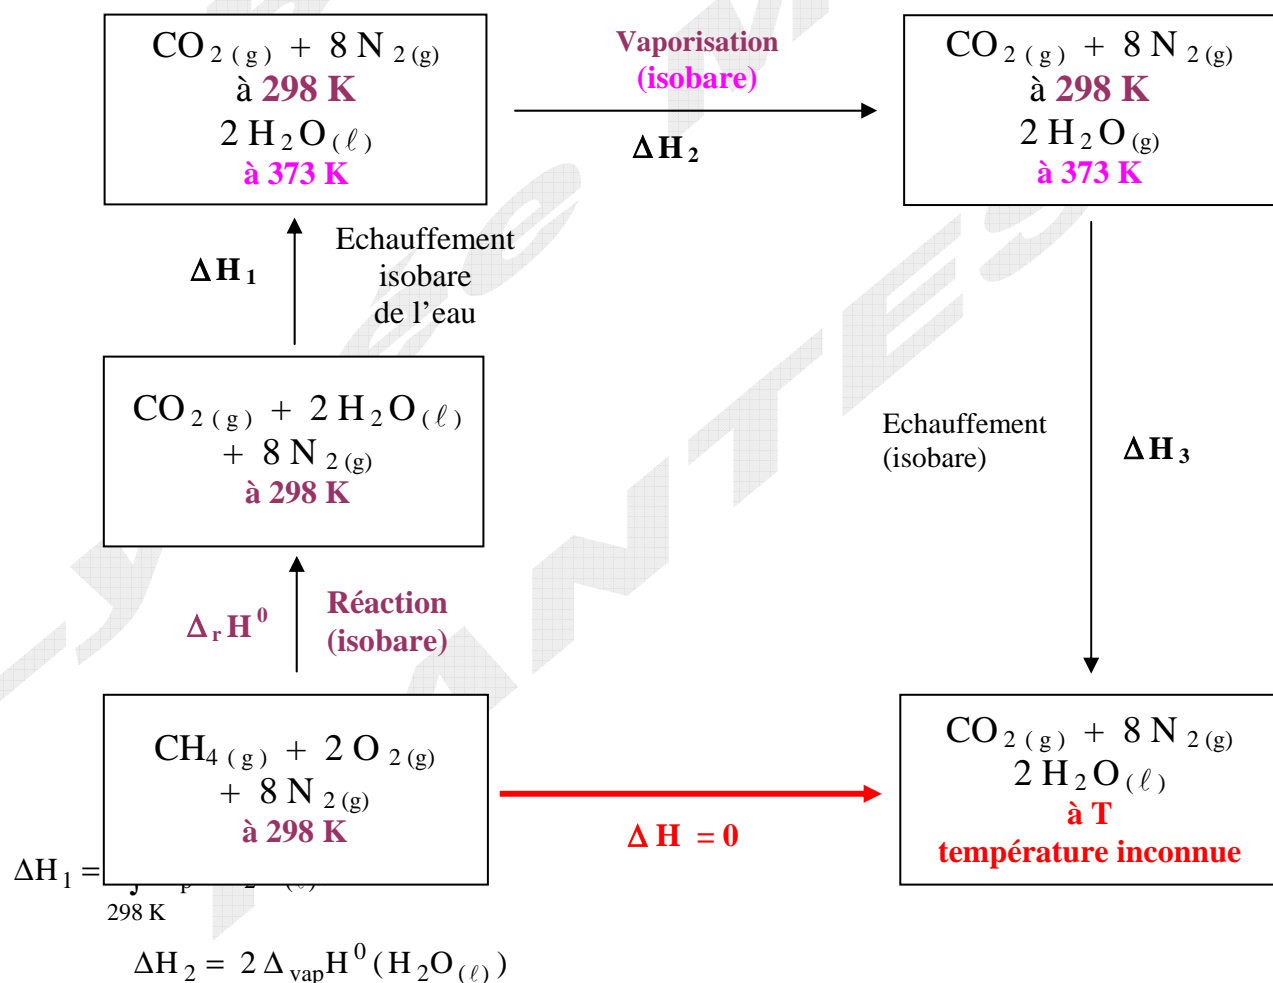 CO2 (g) + 8 N2(g)
à 298 K
2 H2O(ℓ)
à 373 K
Vaporisation
(isobare)
ΔH2
CO2 (g) + 8 N2(g)
à 298 K
2 H2O(g)
à 373 K
ΔH1
Echauffement
isobare
de l’eau
CO2 (g) + 2 H2O(ℓ)
+ 8 N2(g)
à 298 K
Echauffement
(isobare)
ΔH3
ΔrH0
Réaction
(isobare)
CH4 (g) + 2 O2(g)
+ 8 N2(g)
à 298 K
ΔH = 0
CO2 (g) + 8 N2(g)
2 H2O(ℓ)
à T
température inconnue
ΔH1 =
298 K
ΔH2 = 2 ΔvapH0(H2O(ℓ))